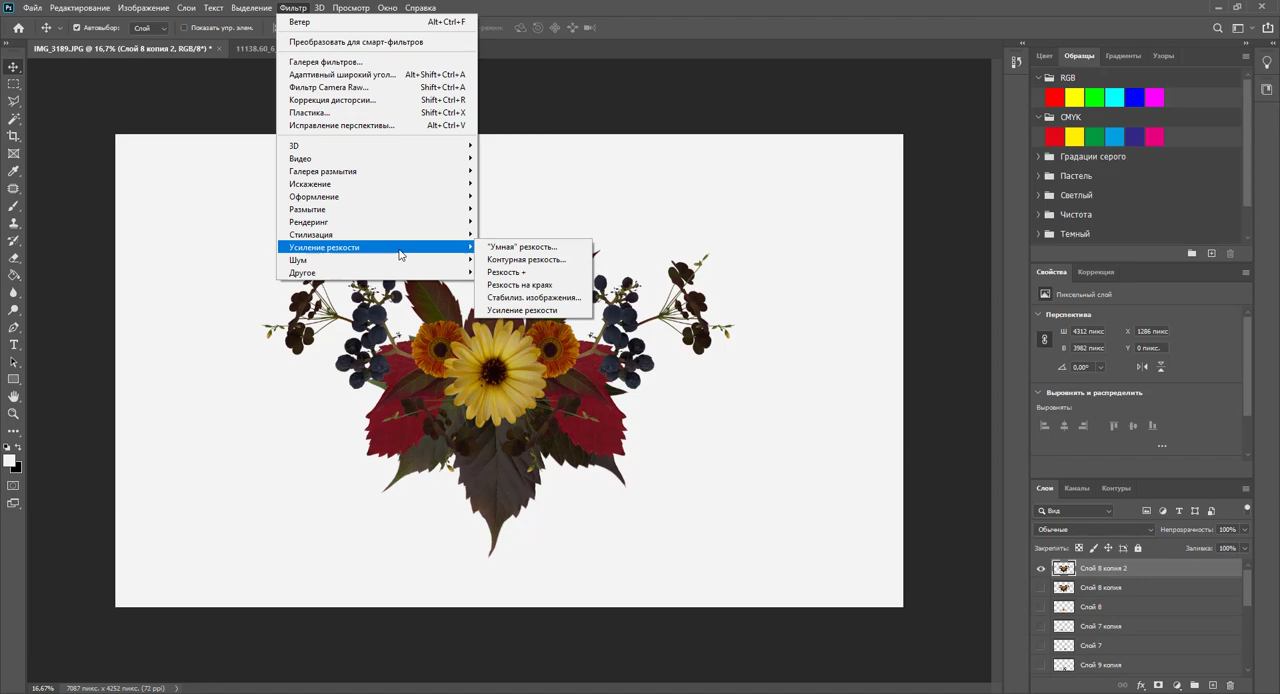 Ps Файл Редактирование Изображение Слои Текст Выделение Фильтр 3D Просмотр Окно Справка
Автовыбор: Слой Показать упр. элем.
IMG_3189.JPG @ 16,7% (Слой 8 копия 2, RGB/8*) *
11138.60_6
Ветер Alt+Ctrl+F
Преобразовать для смарт-фильтров
Галерея фильтров...
Адаптивный широкий угол... Alt+Shift+Ctrl+A
Фильтр Camera Raw... Shift+Ctrl+A
Коррекция дисторсии... Shift+Ctrl+R
Пластика... Shift+Ctrl+X
Исправление перспективы... Alt+Ctrl+V
3D
Видео
Галерея размытия
Искажение
Оформление
Размытие
Рендеринг
Стилизация
Усиление резкости
Шум
Другое
"Умная" резкость...
Контурная резкость...
Резкость +
Резкость на краях
Стабилиз. изображения...
Усиление резкости
Цвет Образцы Градиенты Узоры
RGB
CMYK
Градации серого
Пастель
Светлый
Чистота
Темный
Свойства Коррекция
Пиксельный слой
Перспектива
Ш 4312 пикс X 1286 пикс
В 3982 пикс Y 0 пикс.
0,00°
Выровнять и распределить
Выровнять:
Слои Каналы Контуры
Вид
Обычные Непрозрачность: 100%
Закрепить: Заливка: 100%
Слой 8 копия 2
Слой 8 копия
Слой 6
Слой 7 копия
Слой 7
Слой 9 копия
16,67% 7087 пикс. x 4252 пикс. (72 ppi)